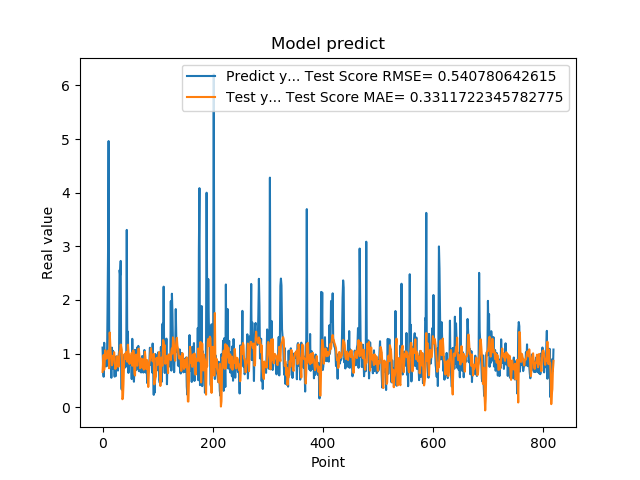 Model predict
Predict y... Test Score RMSE= 0.540780642615
Test y... Test Score MAE= 0.3311722345782775
Real value
6
5
4
3
2
1
0
0 200 400 600 800
Point